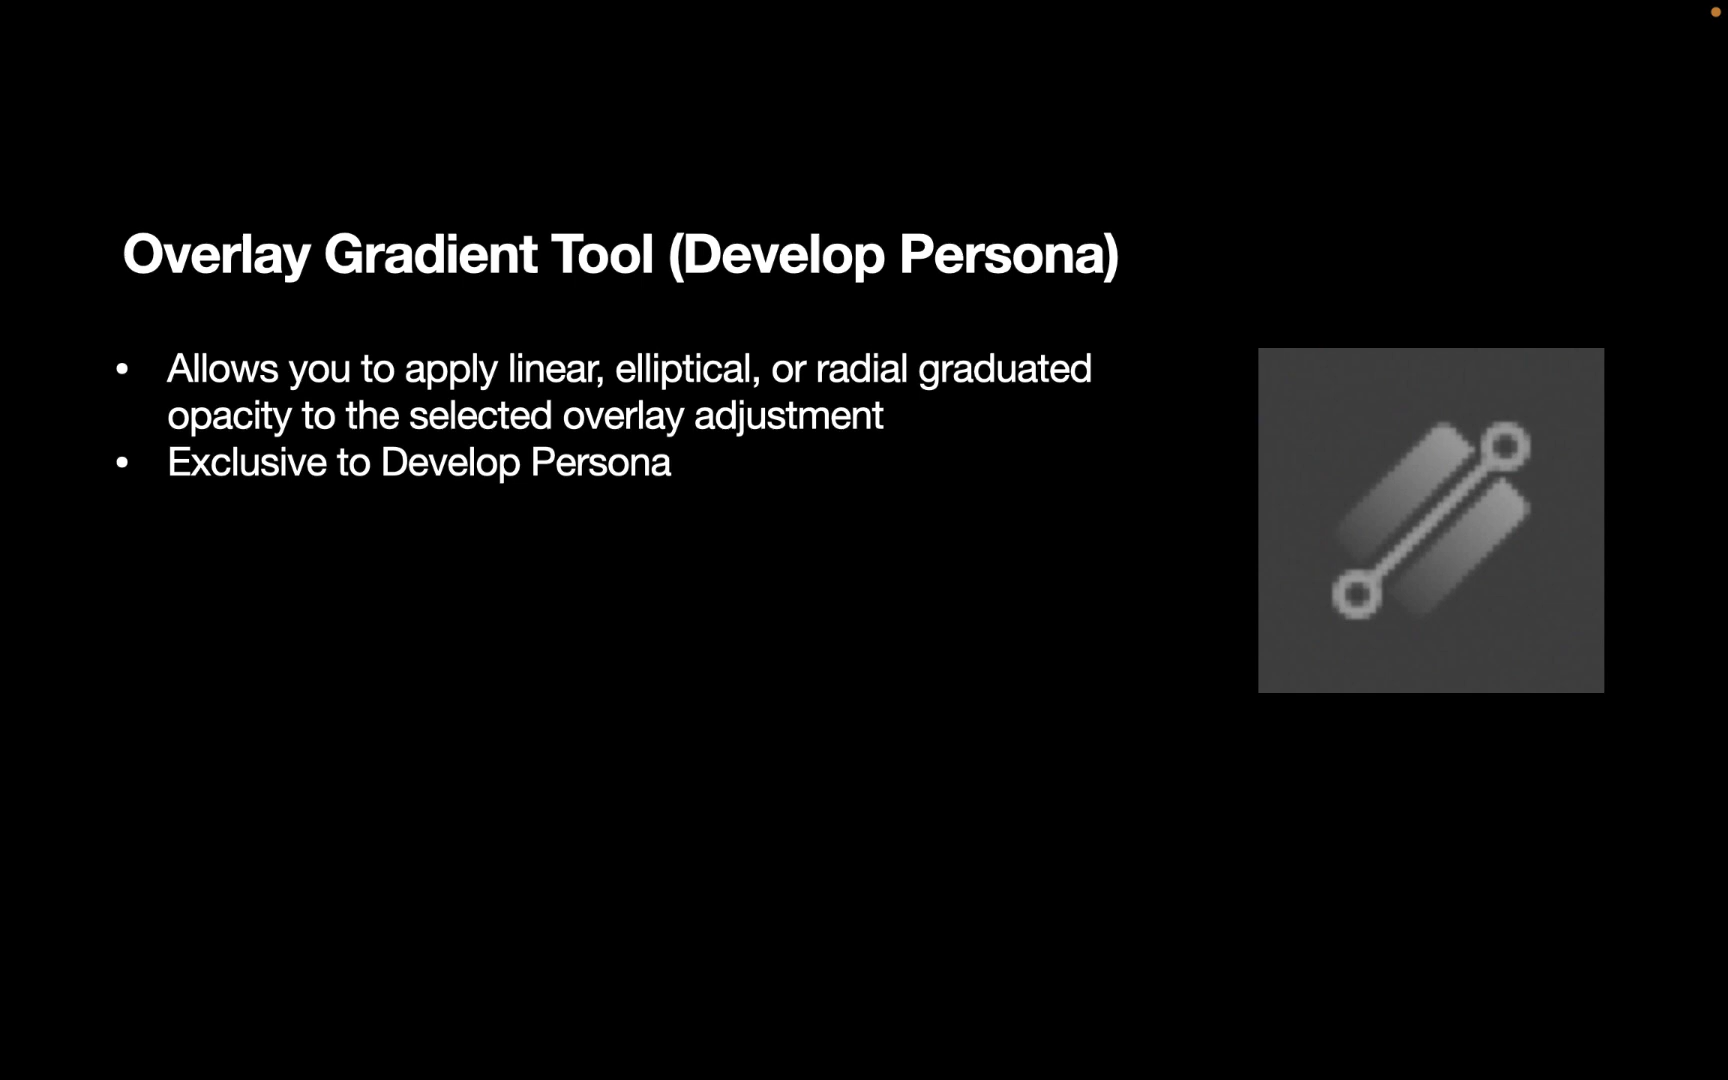 Overlay Gradient Tool (Develop Persona)
• Allows you to apply linear, elliptical, or radial graduated
opacity to the selected overlay adjustment
• Exclusive to Develop Persona